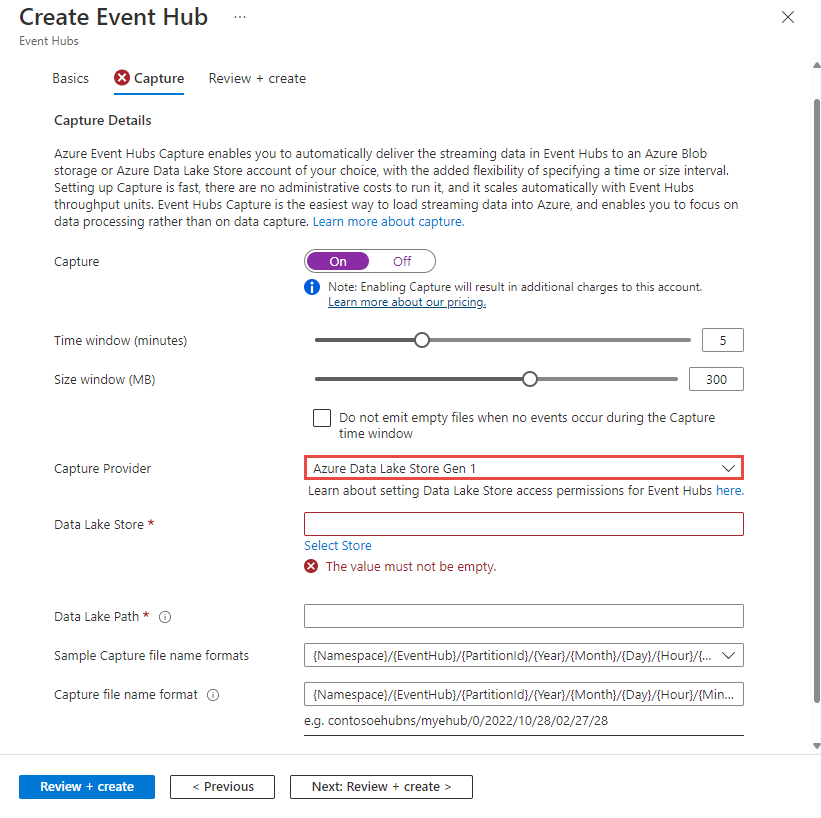 Create Event Hub ...
Event Hubs
Basics Capture Review + create
Capture Details
Azure Event Hubs Capture enables you to automatically deliver the streaming data in Event Hubs to an Azure Blob
storage or Azure Data Lake Store account of your choice, with the added flexibility of specifying a time or size interval.
Setting up Capture is fast, there are no administrative costs to run it, and it scales automatically with Event Hubs
throughput units. Event Hubs Capture is the easiest way to load streaming data into Azure, and enables you to focus on
data processing rather than on data capture. Learn more about capture.
Capture On Off
Note: Enabling Capture will result in additional charges to this account.
Learn more about our pricing.
Time window (minutes) 5
Size window (MB) 300
Do not emit empty files when no events occur during the Capture
time window
Capture Provider Azure Data Lake Store Gen 1
Learn about setting Data Lake Store access permissions for Event Hubs here.
Data Lake Store *
Select Store
The value must not be empty.
Data Lake Path *
Sample Capture file name formats {Namespace}/{EventHub}/{PartitionId}/{Year}/{Month}/{Day}/{Hour}/{...
Capture file name format {Namespace}/{EventHub}/{PartitionId}/{Year}/{Month}/{Day}/{Hour}/{Min...
e.g. contosoehubns/myehub/0/2022/10/28/02/27/28
Review + create < Previous Next: Review + create >